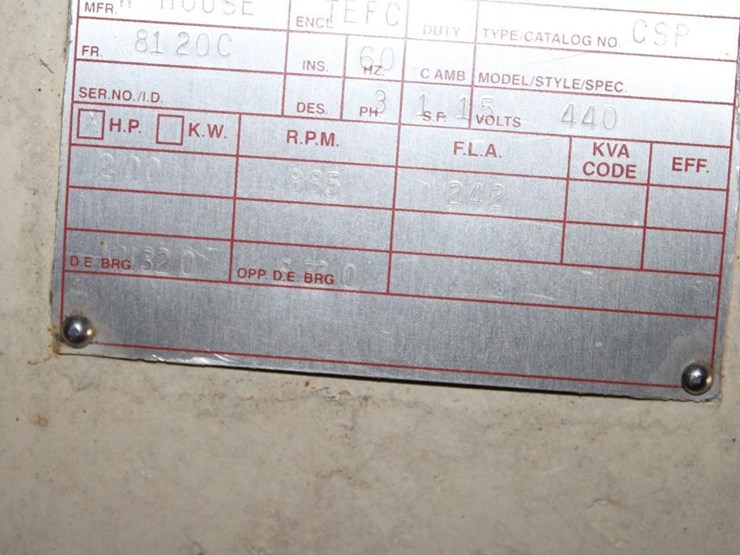 MFR. W HOUSE ENCL TEFC DUTY TYPE/CATALOG NO. CSP
FR. 8120C INS. 60 HZ. C AMB MODEL/STYLE/SPEC.
SER.NO./I.D. DES. PH 3 S.F. 1.15 VOLTS 440
X H.P. K.W. R.P.M. F.L.A. KVA CODE EFF.
200 885 242
D.E. BRG. 320 OPP. D.E. BRG.